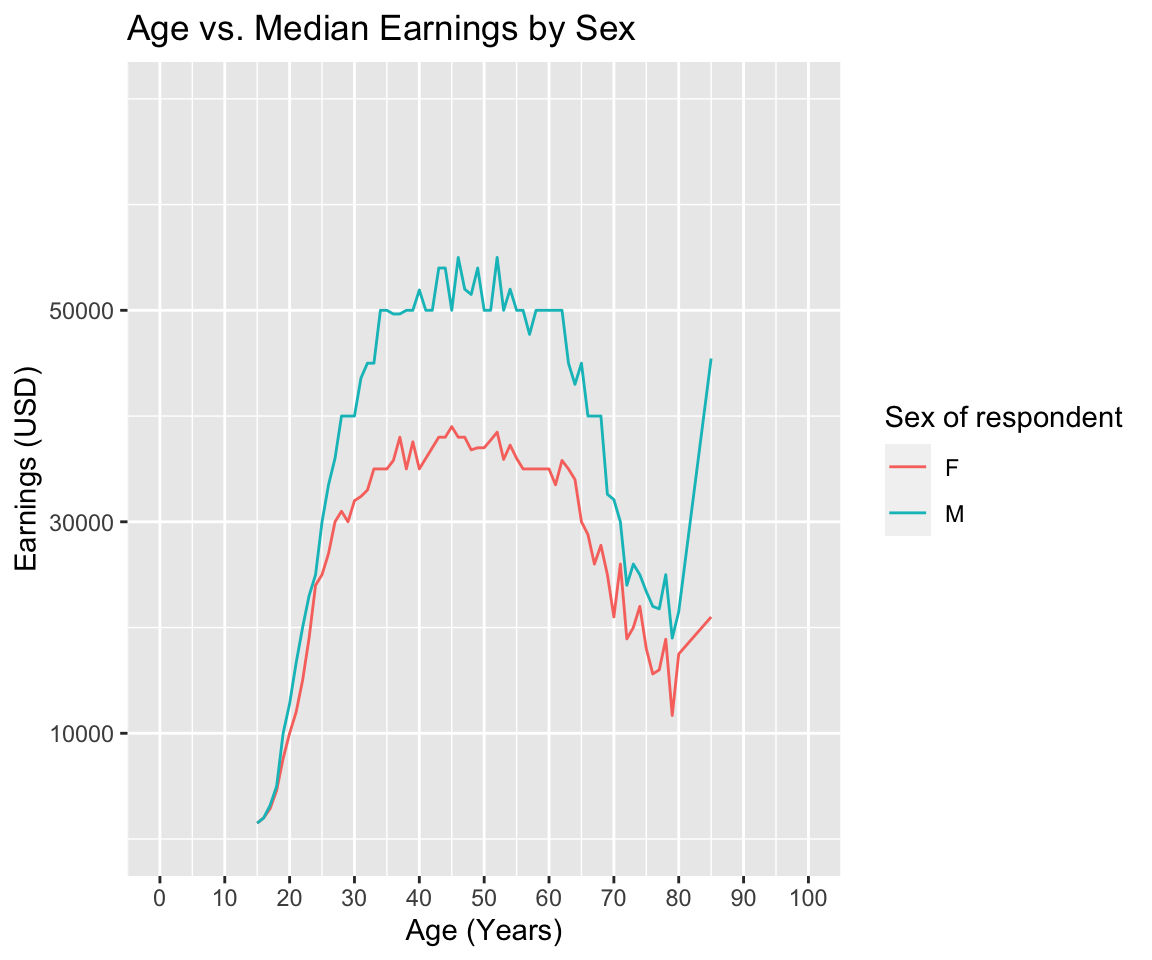 Age vs. Median Earnings by Sex
Earnings (USD)
50000
30000
10000
0 10 20 30 40 50 60 70 80 90 100
Age (Years)
Sex of respondent
F
M